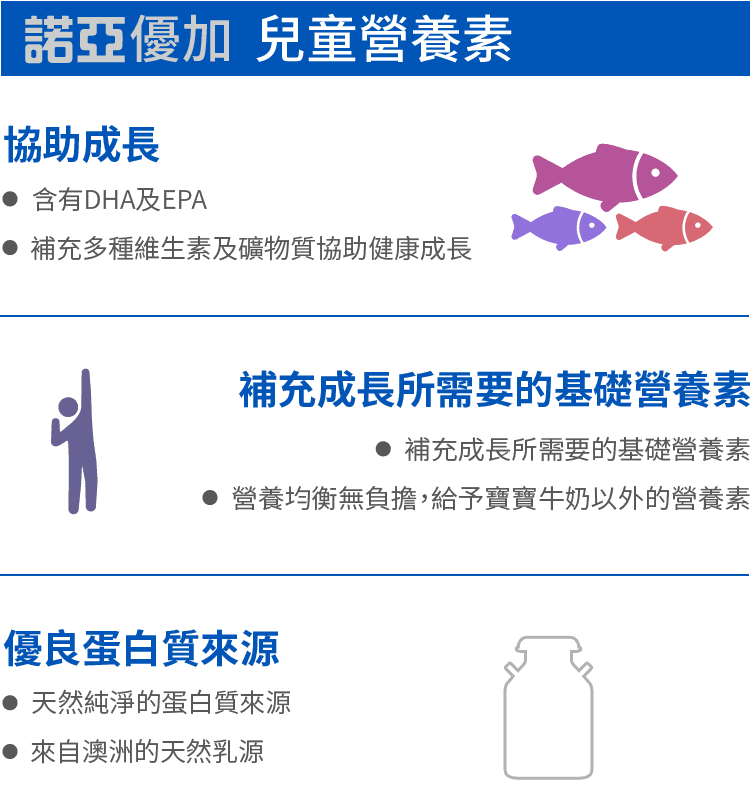 諾亞優加 兒童營養素
協助成長
● 含有DHA及EPA
● 補充多種維生素及礦物質協助健康成長
補充成長所需要的基礎營養素
● 補充成長所需要的基礎營養素
● 營養均衡無負擔，給予寶寶牛奶以外的營養素
優良蛋白質來源
● 天然純淨的蛋白質來源
● 來自澳洲的天然乳源